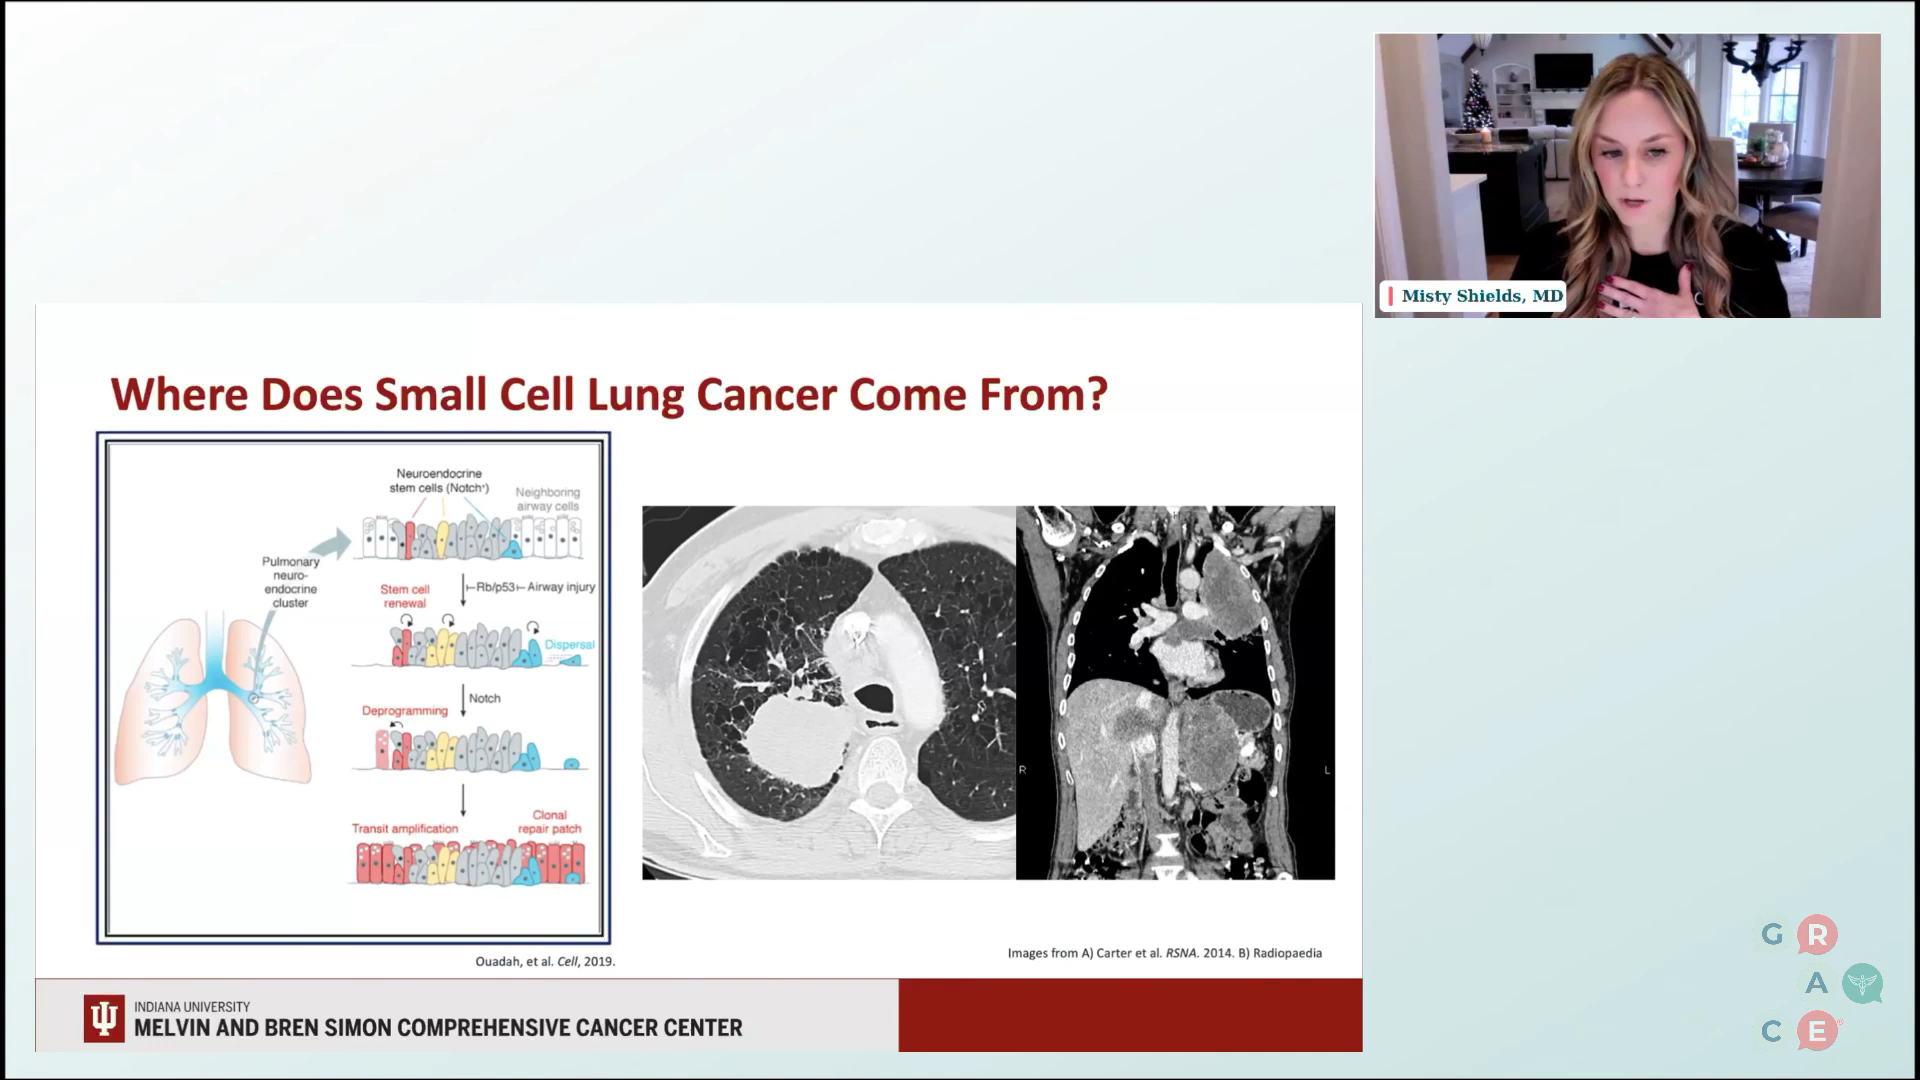 Misty Shields, MD
Where Does Small Cell Lung Cancer Come From?
Neuroendocrine
stem cells (Notch⁺)
Neighboring
airway cells
Pulmonary
neuro-
endocrine
cluster
Rb/p53
Airway injury
Stem cell
renewal
Dispersal
Notch
Deprogramming
Transit amplification
Clonal
repair patch
R
L
Ouadah, et al. Cell, 2019.
Images from A) Carter et al. RSNA. 2014. B) Radiopaedia
INDIANA UNIVERSITY
MELVIN AND BREN SIMON COMPREHENSIVE CANCER CENTER
G R
A
C E